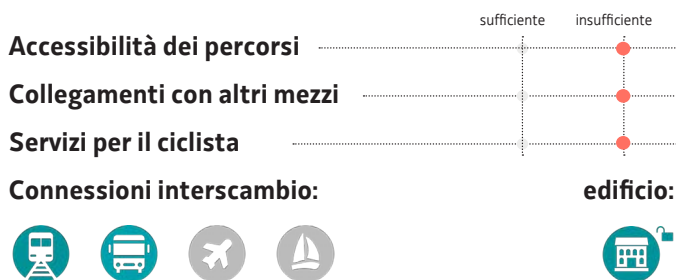 sufficiente insufficiente
Accessibilità dei percorsi
Collegamenti con altri mezzi
Servizi per il ciclista
Connessioni interscambio: edificio: